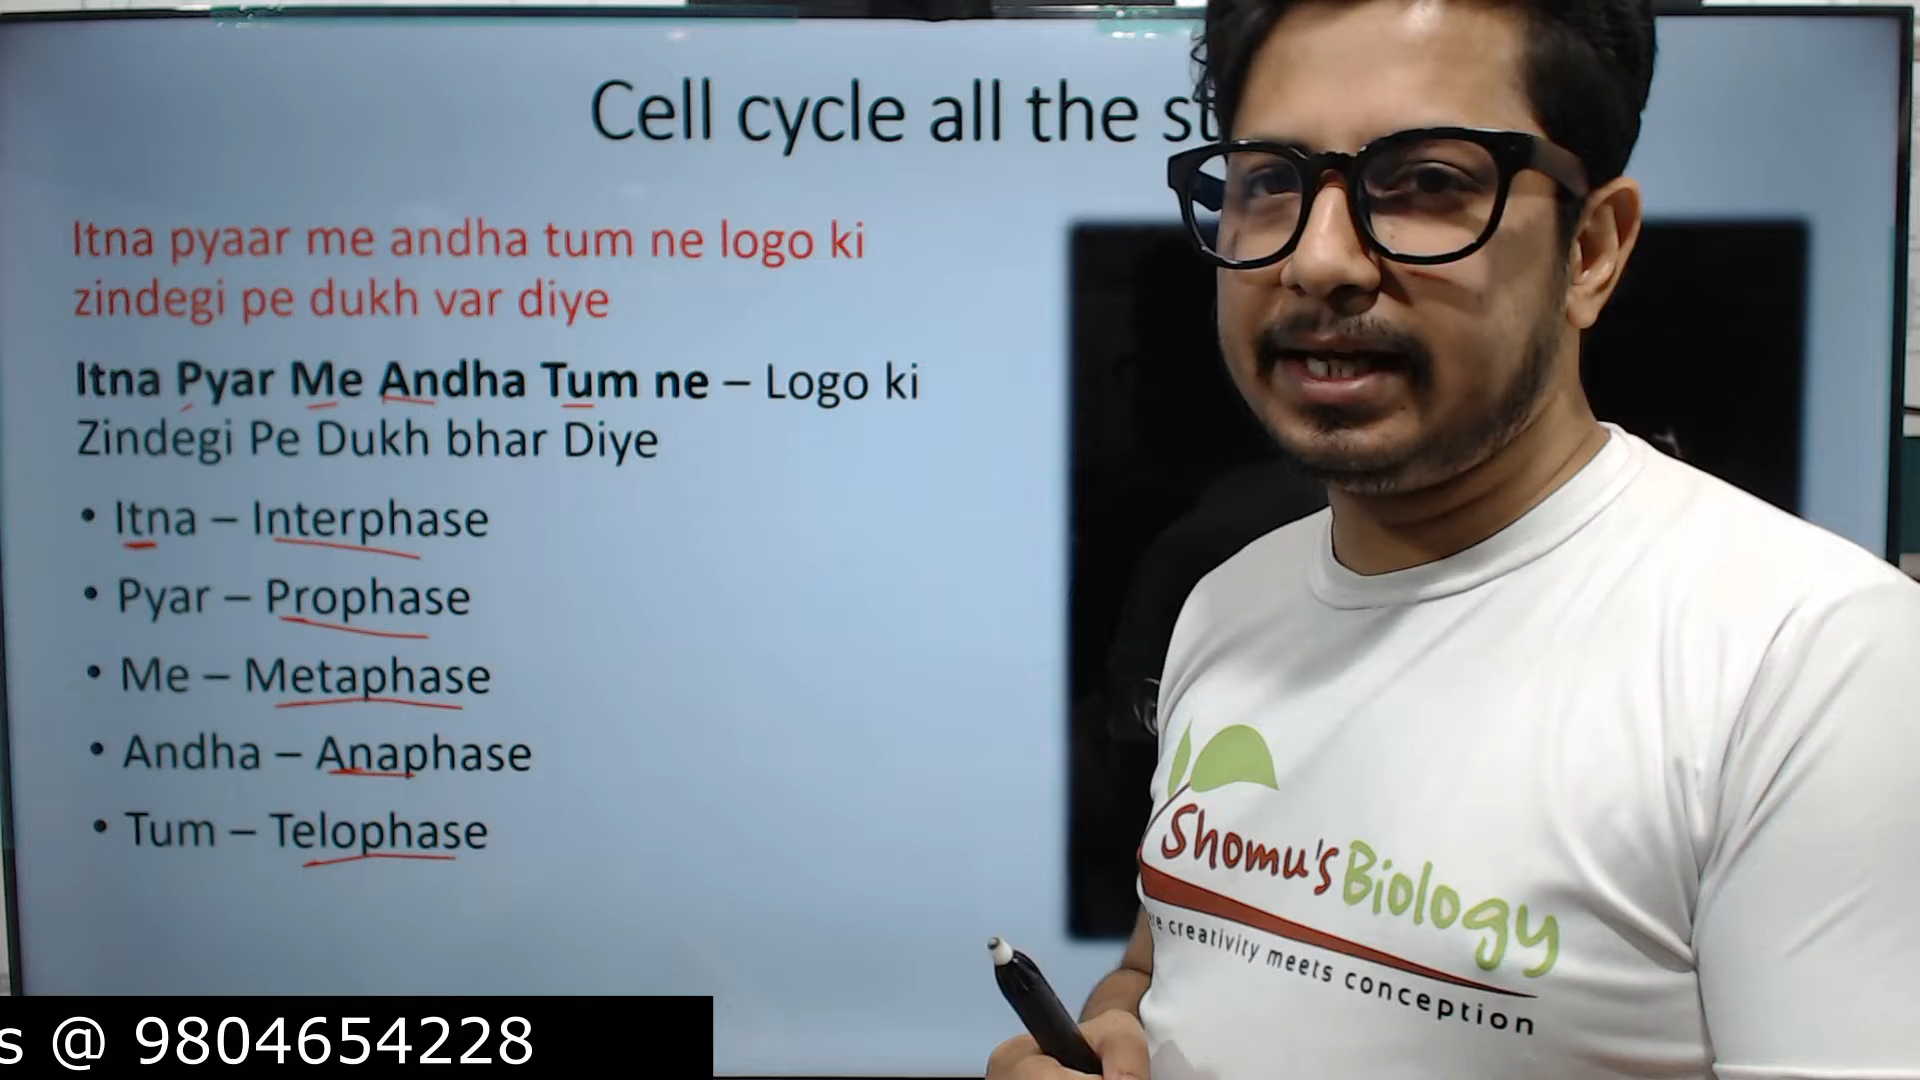 Cell cycle all the
Itna pyaar me andha tum ne logo ki
zindegi pe dukh var diye
Itna Pyar Me Andha Tum ne – Logo ki
Zindegi Pe Dukh bhar Diye
• Itna – Interphase
• Pyar – Prophase
• Me – Metaphase
• Andha – Anaphase
• Tum – Telophase
Shomu's Biology
creativity meets conception
s @ 9804654228